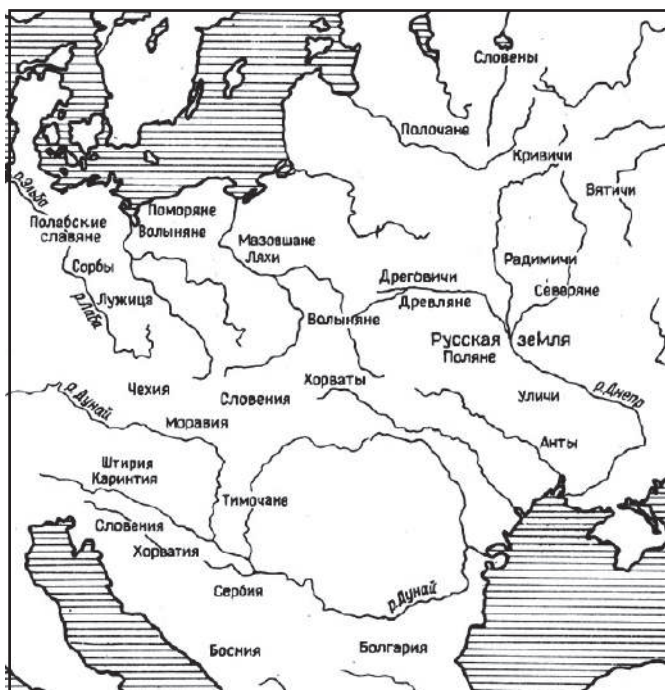 Словены
Полочане
Кривичи
Вятичи
р.Эльба
Полабские
славяне
Поморяне
Волыняне
Мазовшане
Ляхи
Радимичи
Сорбы
Дреговичи
Северяне
р.Лаба
Лужица
Древляне
Волыняне
Русская земля
Поляне
Чехия
Словения
Хорваты
р.Дунай
Уличи
р.Днепр
Моравия
Анты
Штирия
Каринтия
Тимочане
Словения
Хорватия
Сербия
р.Дунай
Босния
Болгария